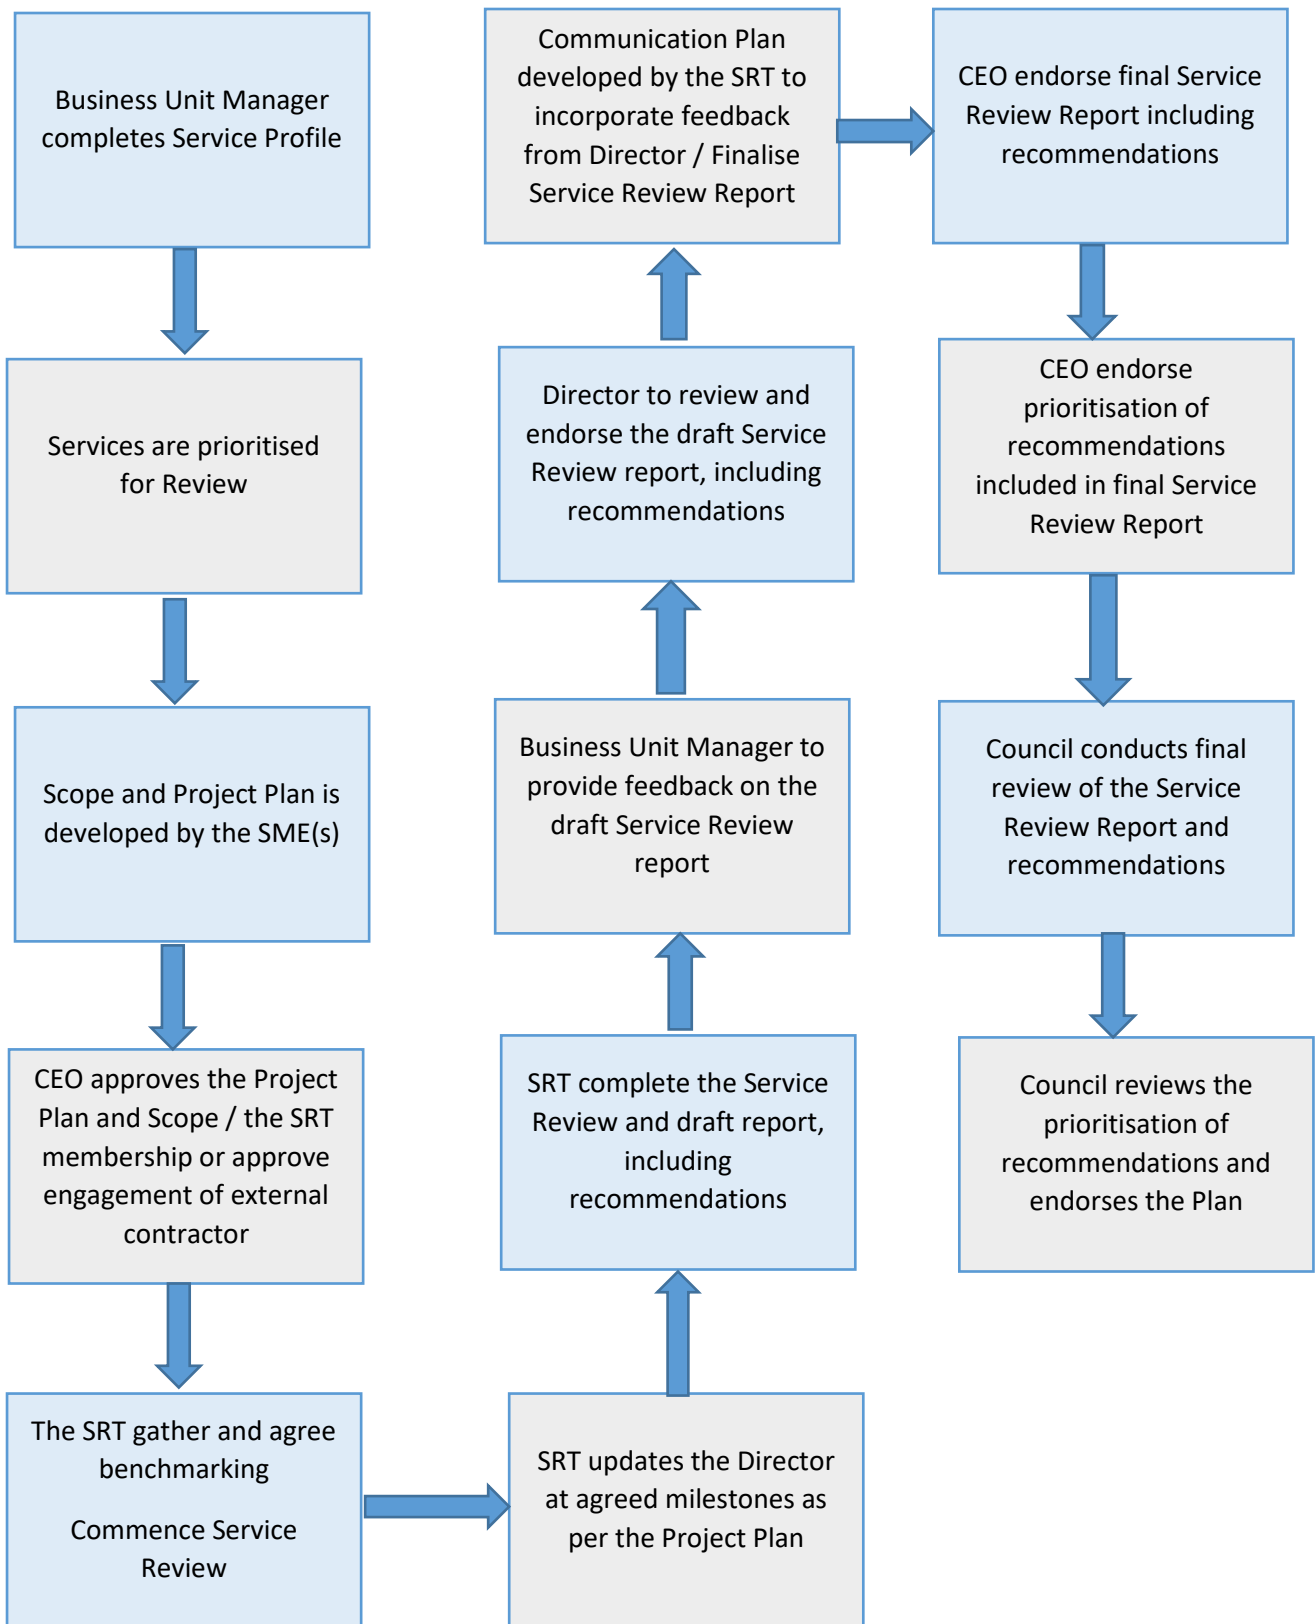 Business Unit Manager
completes Service Profile
Services are prioritised
for Review
Scope and Project Plan is
developed by the SME(s)
CEO approves the Project
Plan and Scope / the SRT
membership or approve
engagement of external
contractor
The SRT gather and agree
benchmarking
Commence Service
Review
SRT updates the Director
at agreed milestones as
per the Project Plan
SRT complete the Service
Review and draft report,
including
recommendations
Business Unit Manager to
provide feedback on the
draft Service Review
report
Director to review and
endorse the draft Service
Review report, including
recommendations
Communication Plan
developed by the SRT to
incorporate feedback
from Director / Finalise
Service Review Report
CEO endorse final Service
Review Report including
recommendations
CEO endorse
prioritisation of
recommendations
included in final Service
Review Report
Council conducts final
review of the Service
Review Report and
recommendations
Council reviews the
prioritisation of
recommendations and
endorses the Plan